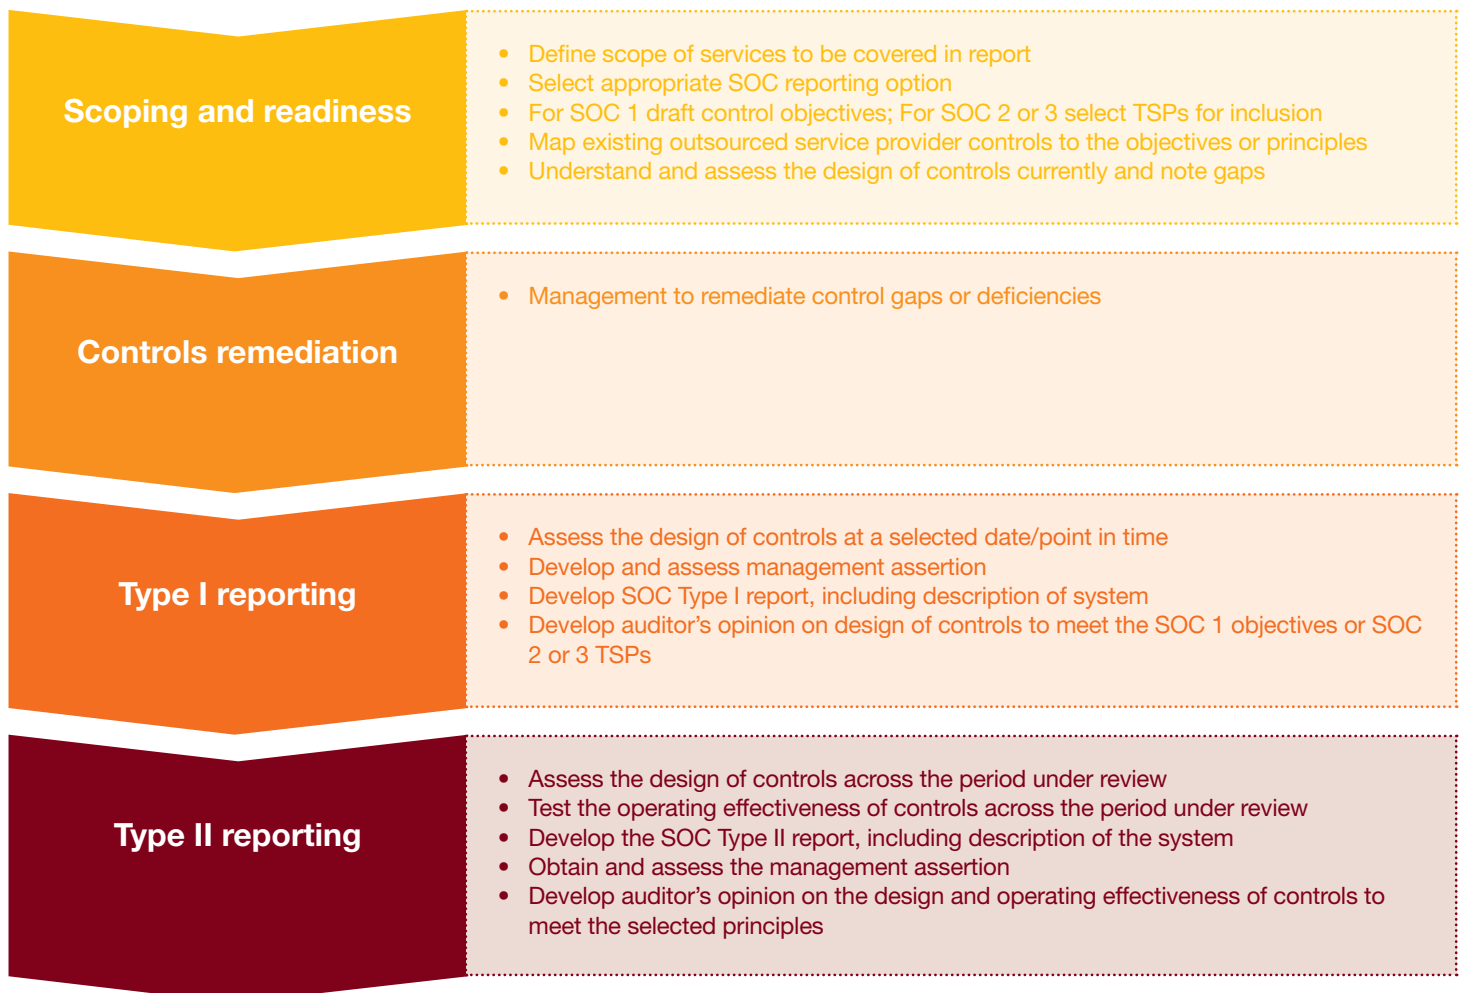 Scoping and readiness
• Define scope of services to be covered in report
• Select appropriate SOC reporting option
• For SOC 1 draft control objectives; For SOC 2 or 3 select TSPs for inclusion
• Map existing outsourced service provider controls to the objectives or principles
• Understand and assess the design of controls currently and note gaps
Controls remediation
• Management to remediate control gaps or deficiencies
Type I reporting
• Assess the design of controls at a selected date/point in time
• Develop and assess management assertion
• Develop SOC Type I report, including description of system
• Develop auditor’s opinion on design of controls to meet the SOC 1 objectives or SOC
2 or 3 TSPs
Type II reporting
• Assess the design of controls across the period under review
• Test the operating effectiveness of controls across the period under review
• Develop the SOC Type II report, including description of the system
• Obtain and assess the management assertion
• Develop auditor’s opinion on the design and operating effectiveness of controls to
meet the selected principles